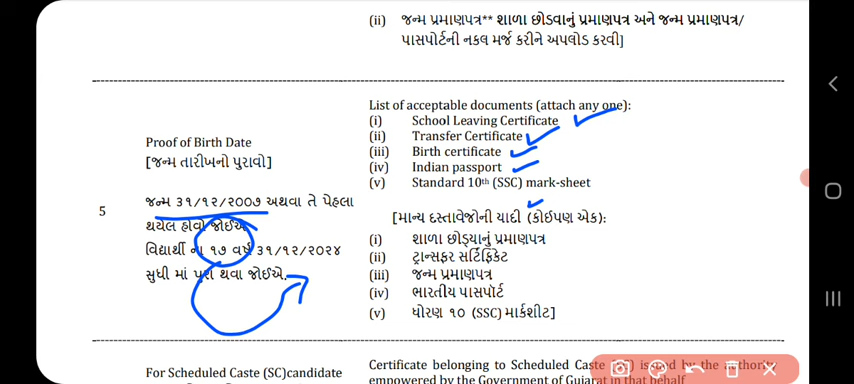 (ii) જન્મ પ્રમાણપત્ર** શાળા છોડવાનું પ્રમાણપત્ર અને જન્મ પ્રમાણપત્ર/
પાસપોર્ટની નકલ મર્જ કરીને અપલોડ કરવી]
5
Proof of Birth Date
[જન્મ તારીખનો પુરાવો]
જન્મ ૩૧/૧૨/૨૦૦૭ અથવા તે પેહલા
થયેલ હોવો જોઈએ.
વિદ્યાર્થી ના ૧૭ વર્ષ ૩૧/૧૨/૨૦૨૪
સુધી માં પુરા થવા જોઈએ.
List of acceptable documents (attach any one):
(i) School Leaving Certificate
(ii) Transfer Certificate
(iii) Birth certificate
(iv) Indian passport
(v) Standard 10th (SSC) mark-sheet
[માન્ય દસ્તાવેજોની યાદી (કોઈપણ એક):
(i) શાળા છોડ્યાનું પ્રમાણપત્ર
(ii) ટ્રાન્સફર સર્ટિફિકેટ
(iii) જન્મ પ્રમાણપત્ર
(iv) ભારતીય પાસપૉર્ટ
(v) ધોરણ ૧૦ (SSC) માર્કશીટ]
For Scheduled Caste (SC)candidate
Certificate belonging to Scheduled Caste (SC) issued by the authority
empowered by the Government of Gujarat in that behalf